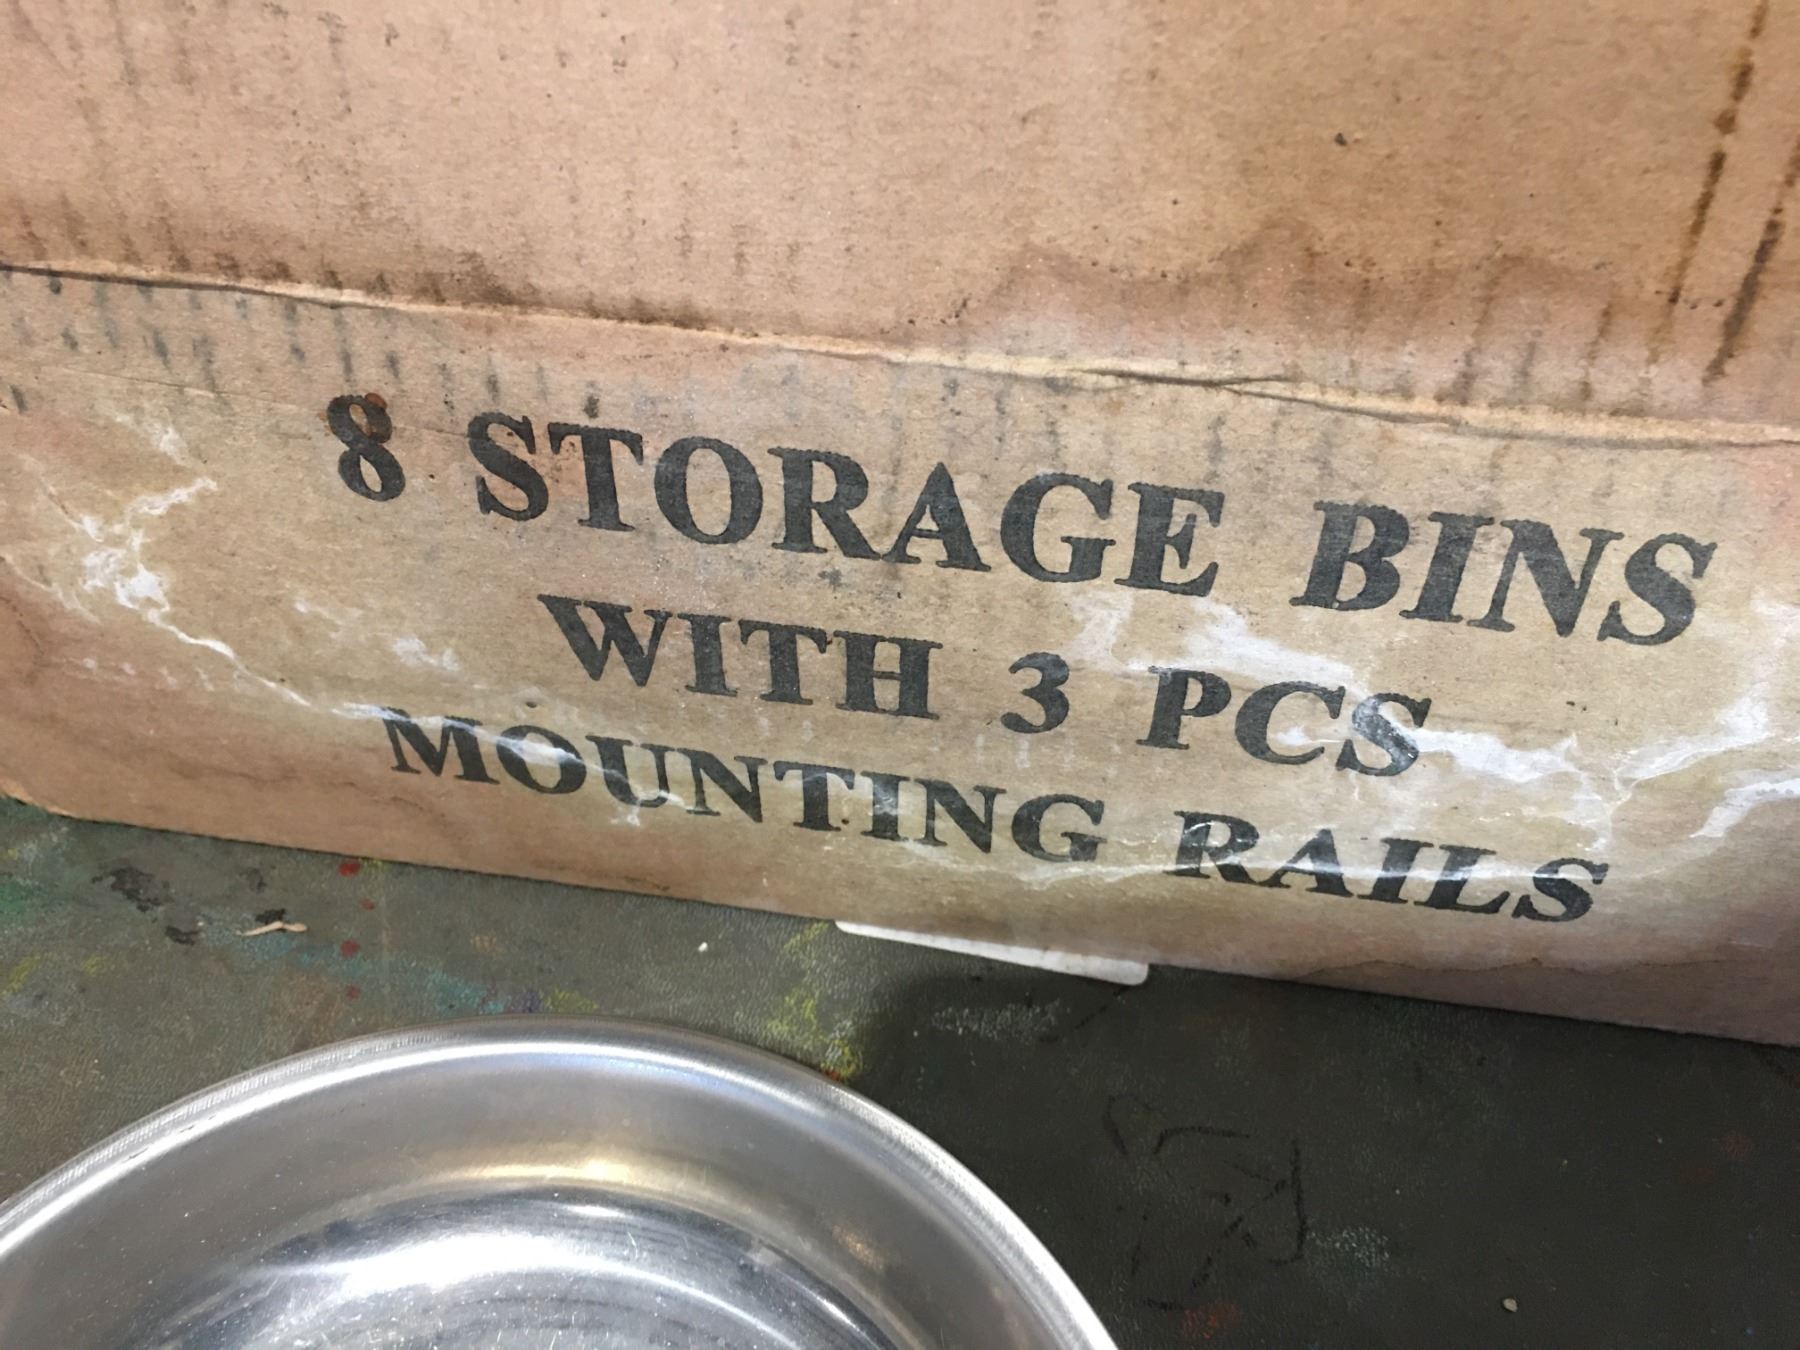 8 STORAGE BINS
WITH 3 PCS
MOUNTING RAILS